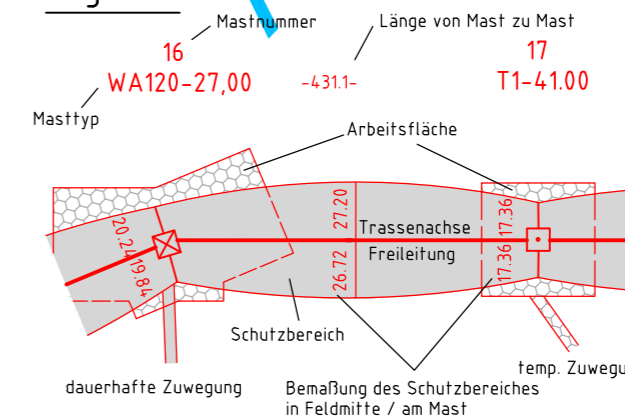 Mastnummer
Länge von Mast zu Mast
16
17
WA120-27,00
-431.1-
T1-41.00
Masttyp
Arbeitsfläche
20.24
19.84
27.20
26.72
17.36
17.36
Trassenachse
Freileitung
Schutzbereich
temp.
dauerhafte Zuwegung
Bemaßung des Schutzbereiches
in Feldmitte / am Mast